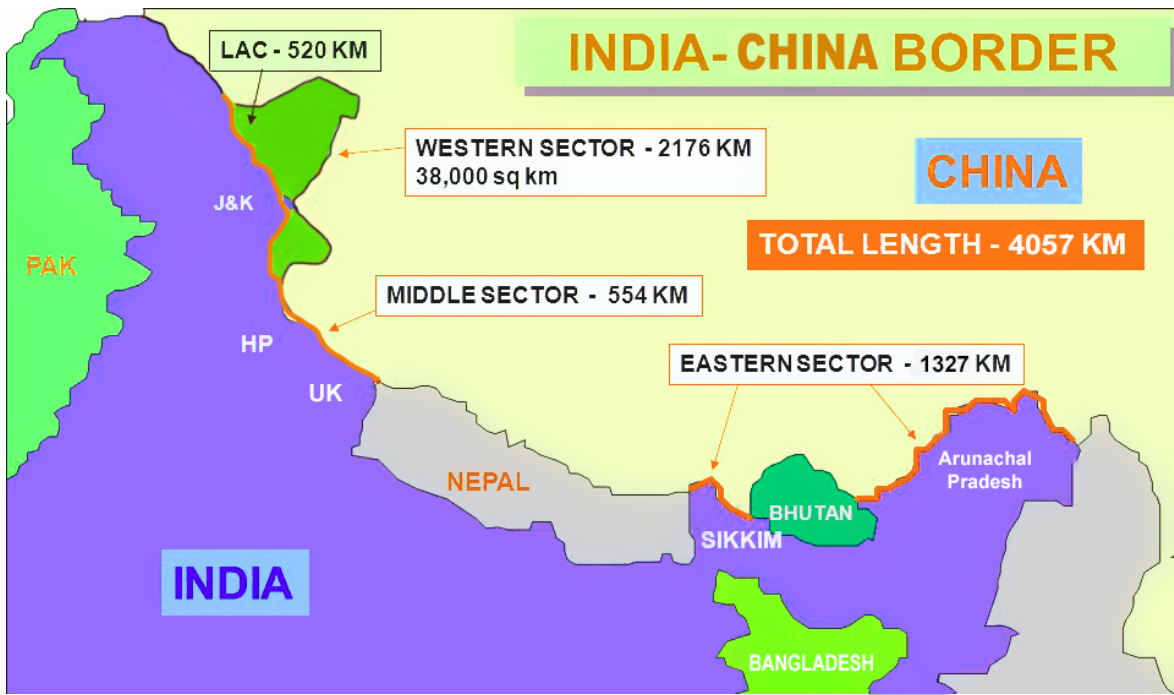 LAC - 520 KM
INDIA- CHINA BORDER
WESTERN SECTOR - 2176 KM
38,000 sq km
CHINA
J&K
TOTAL LENGTH - 4057 KM
PAK
MIDDLE SECTOR - 554 KM
HP
EASTERN SECTOR - 1327 KM
UK
Arunachal
Pradesh
NEPAL
BHUTAN
SIKKIM
INDIA
BANGLADESH